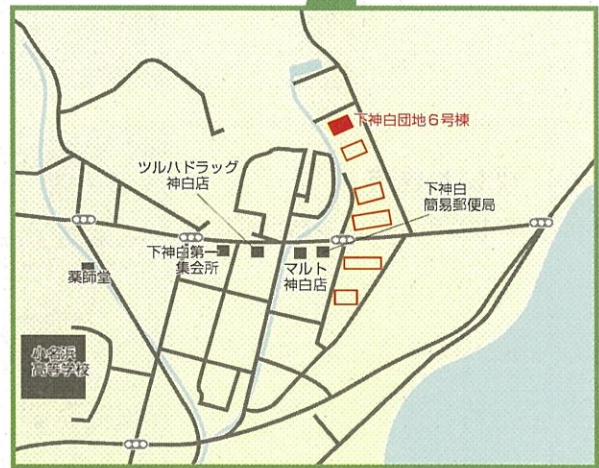 下神白団地6号棟
ツルハドラッグ
神白店
下神白
簡易郵便局
下神白第一
集会所
マルト
神白店
薬師堂
小名浜
高等学校